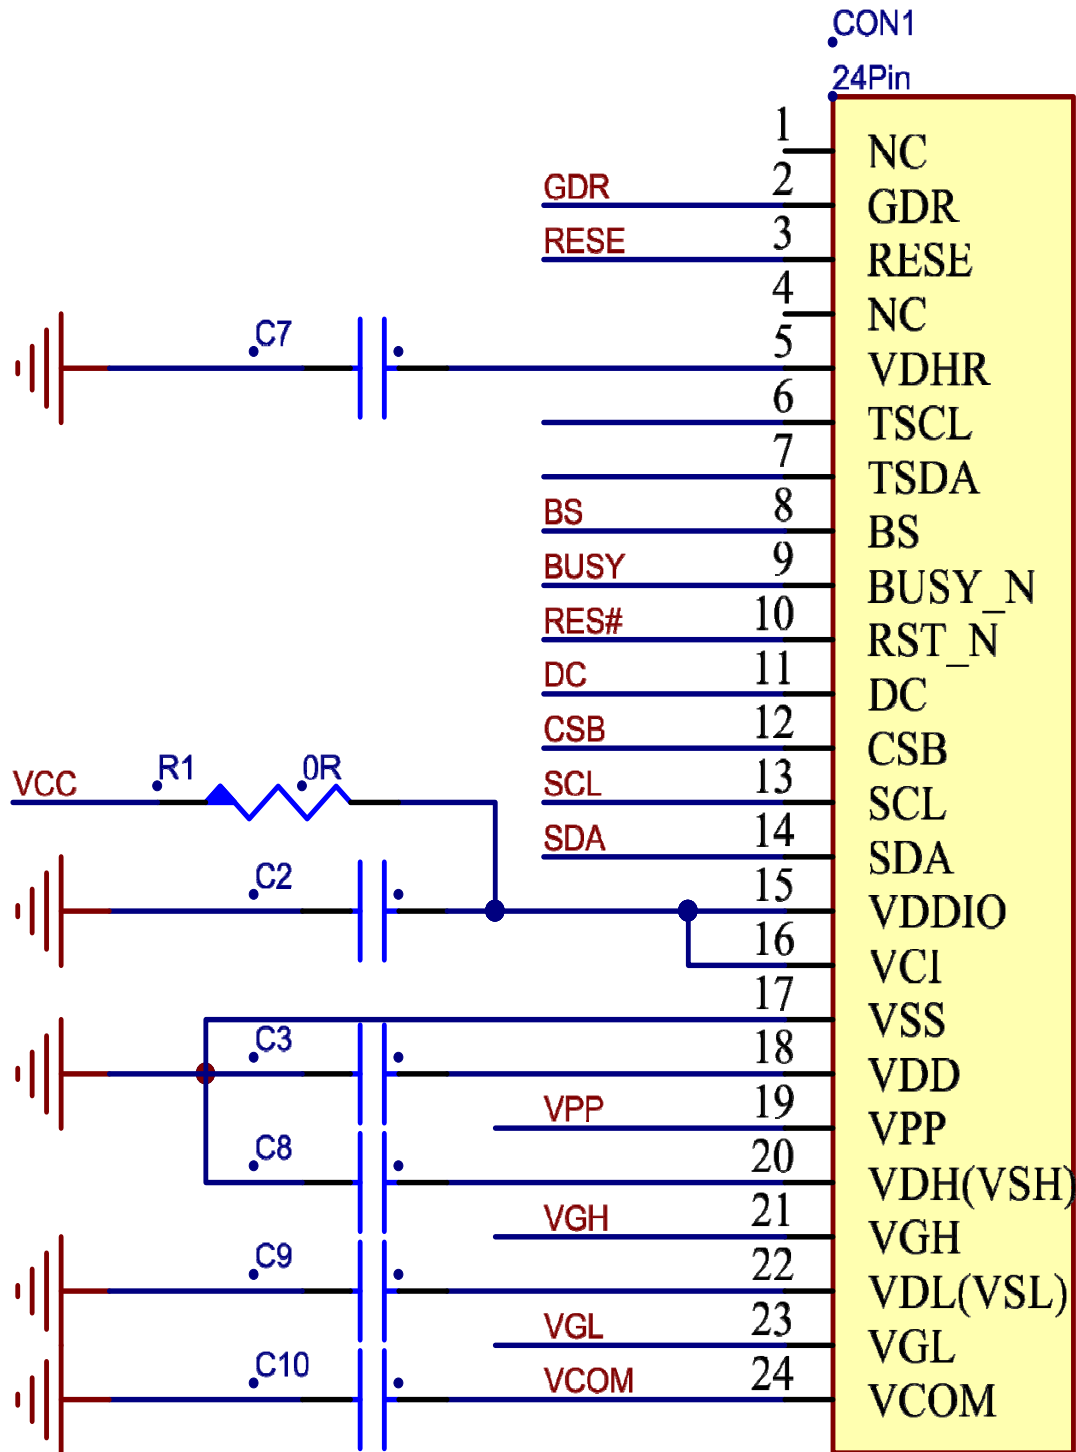 CON1
24Pin
1 NC
GDR 2 GDR
RESE 3 RESE
4 NC
C7 5 VDHR
6 TSCL
7 TSDA
BS 8 BS
BUSY 9 BUSY_N
RES# 10 RST_N
DC 11 DC
CSB 12 CSB
VCC R1 0R SCL 13 SCL
SDA 14 SDA
C2 15 VDDIO
16 VCI
17 VSS
C3 18 VDD
VPP 19 VPP
C8 20 VDH(VSH)
VGH 21 VGH
C9 22 VDL(VSL)
VGL 23 VGL
C10 VCOM 24 VCOM